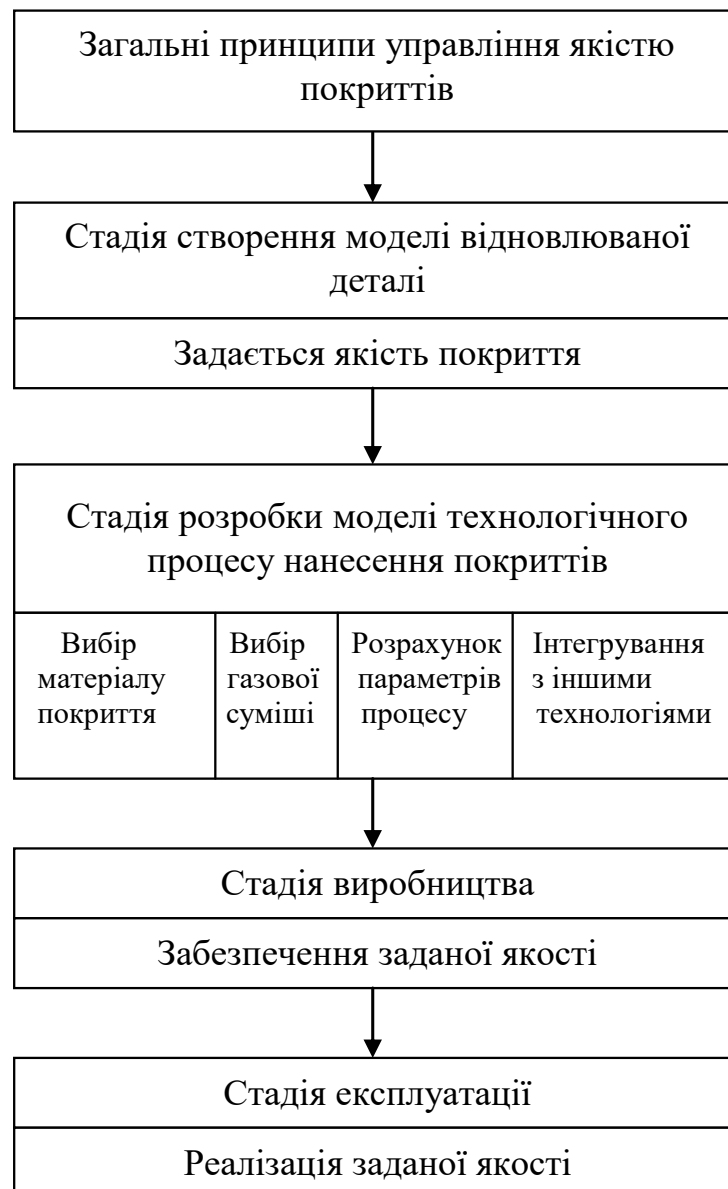 Загальні принципи управління якістю
покриттів
Стадія створення моделі відновлюваної
деталі
Задається якість покриття
Стадія розробки моделі технологічного
процесу нанесення покриттів
Вибір
матеріалу
покриття
Вибір
газової
суміші
Розрахунок
параметрів
процесу
Інтегрування
з іншими
технологіями
Стадія виробництва
Забезпечення заданої якості
Стадія експлуатації
Реалізація заданої якості